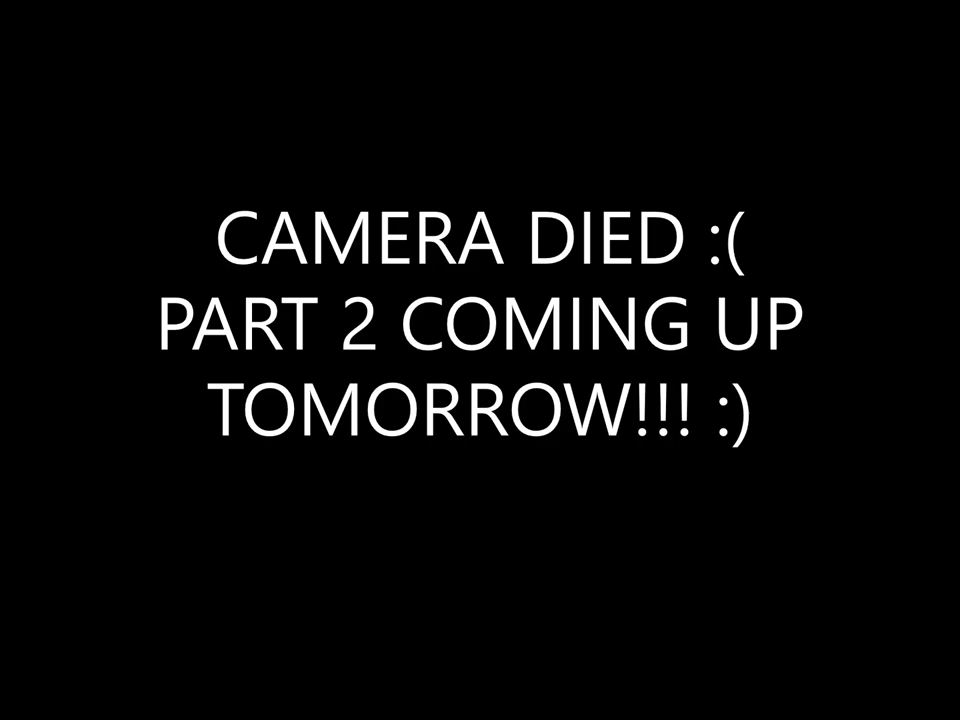 CAMERA DIED :(
PART 2 COMING UP
TOMORROW!!! :)